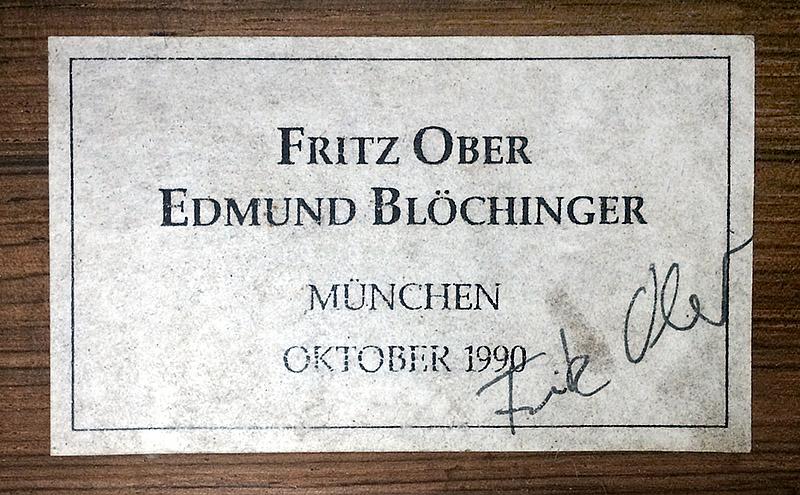 FRITZ OBER
EDMUND BLÖCHINGER
MÜNCHEN
OKTOBER 1990
Fritz Ober